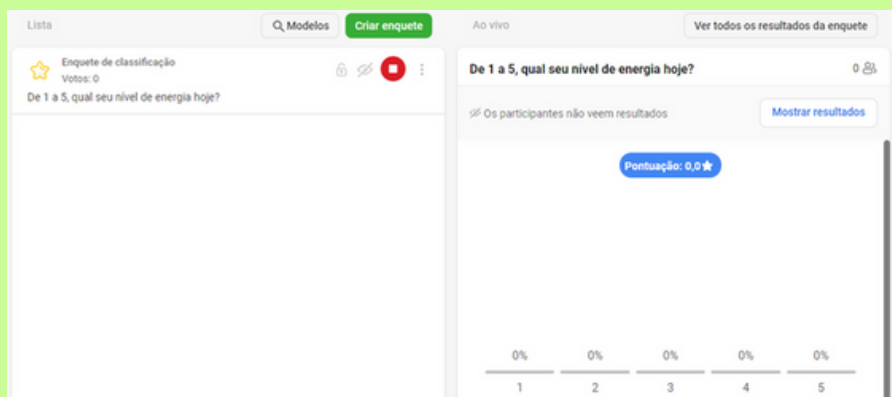 Lista
Modelos
Criar enquete
Enquete de classificação
Votos: 0
De 1 a 5, qual seu nível de energia hoje?
Ao vivo
Ver todos os resultados da enquete
De 1 a 5, qual seu nível de energia hoje?
0
Os participantes não veem resultados
Mostrar resultados
Pontuação: 0,0
0% 0% 0% 0% 0%
1 2 3 4 5